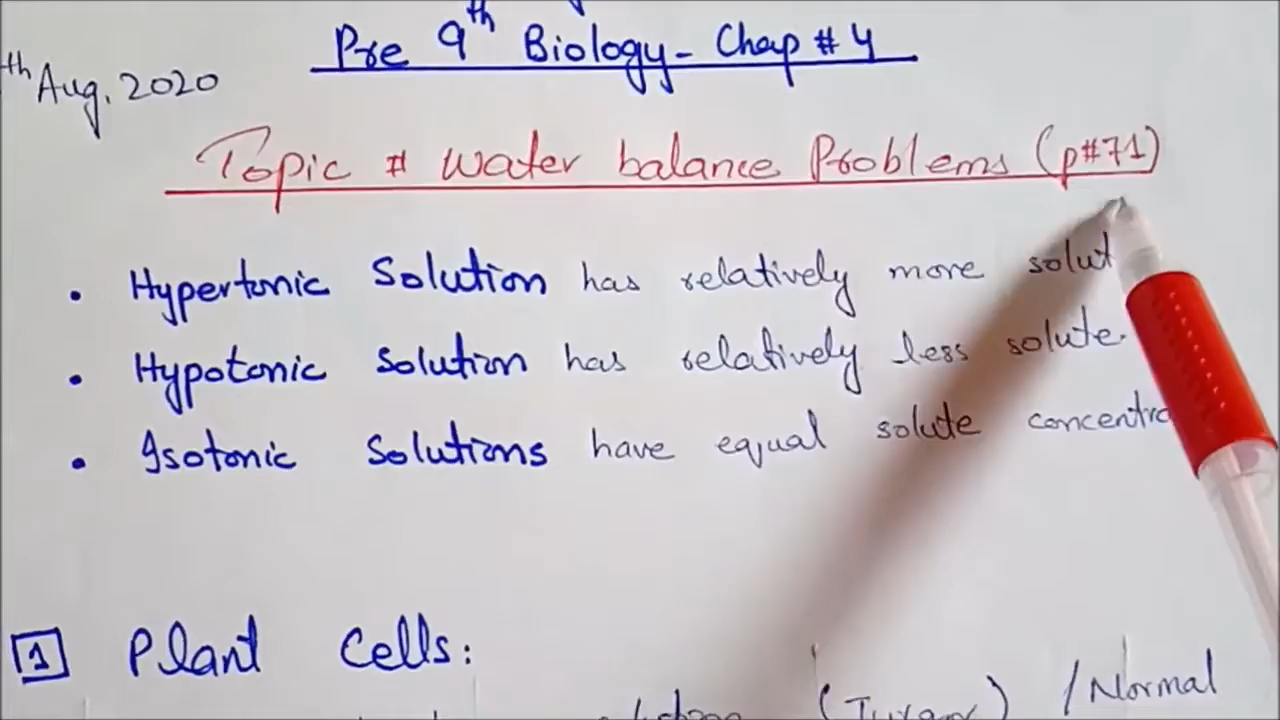 Pre 9th Biology - Chap # 4
th Aug, 2020
Topic # Water balance Problems (p#71)
• Hypertonic Solution has relatively more solut
• Hypotonic Solution has relatively less solute.
• Isotonic Solutions have equal solute concentra
1 Plant Cells:
(Turgor) / Normal